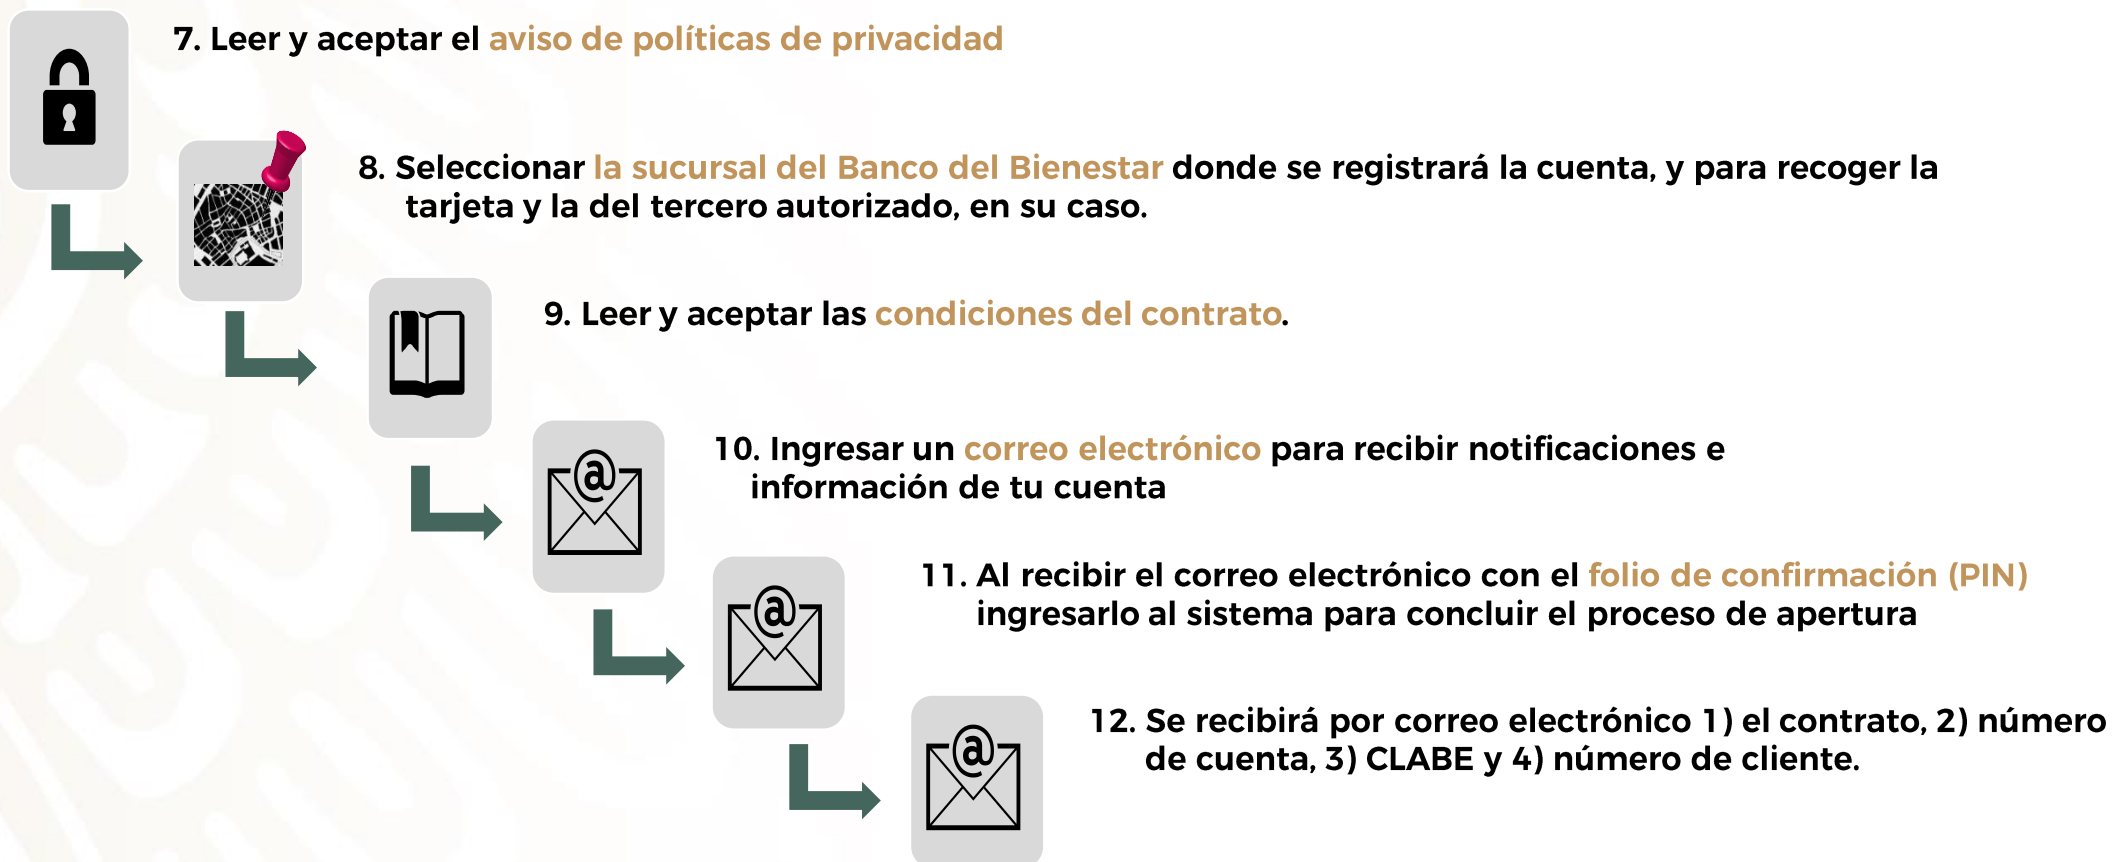 7. Leer y aceptar el aviso de políticas de privacidad
8. Seleccionar la sucursal del Banco del Bienestar donde se registrará la cuenta, y para recoger la
tarjeta y la del tercero autorizado, en su caso.
9. Leer y aceptar las condiciones del contrato.
10. Ingresar un correo electrónico para recibir notificaciones e
información de tu cuenta
11. Al recibir el correo electrónico con el folio de confirmación (PIN)
ingresarlo al sistema para concluir el proceso de apertura
12. Se recibirá por correo electrónico 1) el contrato, 2) número
de cuenta, 3) CLABE y 4) número de cliente.